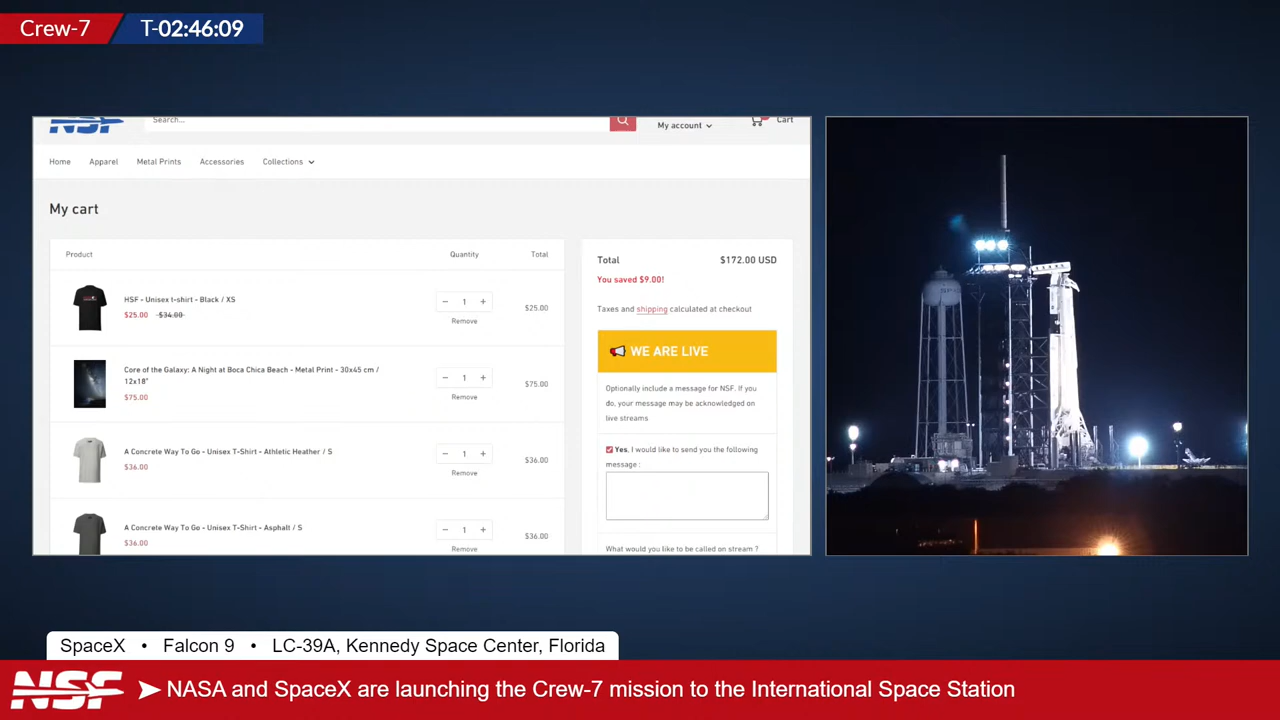 Crew-7
T-02:46:09
NSF
Search...
My account
Cart
Home
Apparel
Metal Prints
Accessories
Collections
My cart
Product
Quantity
Total
HSF - Unisex t-shirt - Black / XS
$25.00 $34.00
1
Remove
$25.00
Core of the Galaxy: A Night at Boca Chica Beach - Metal Print - 30x45 cm /
12x18"
$75.00
1
Remove
$75.00
A Concrete Way To Go - Unisex T-Shirt - Athletic Heather / S
$36.00
1
Remove
$36.00
A Concrete Way To Go - Unisex T-Shirt - Asphalt / S
$36.00
1
Remove
$36.00
Total $172.00 USD
You saved $9.00!
Taxes and shipping calculated at checkout
WE ARE LIVE
Optionally include a message for NSF. If you
do, your message may be acknowledged on
live streams
Yes, I would like to send you the following
message :
What would you like to be called on stream ?
SpaceX • Falcon 9 • LC-39A, Kennedy Space Center, Florida
NSF
NASA and SpaceX are launching the Crew-7 mission to the International Space Station